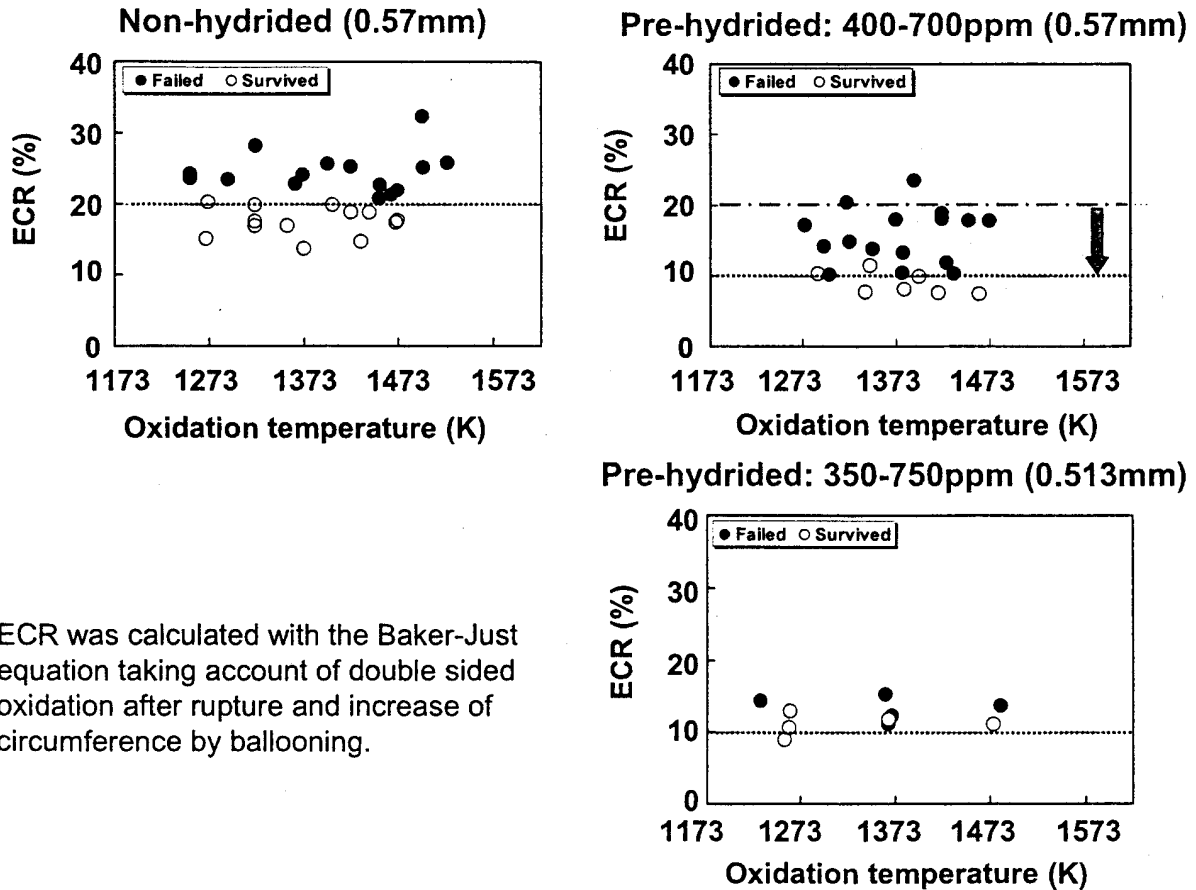 Non-hydrided (0.57mm)
40
30
20
10
0
ECR (%)
● Failed ○ Survived
1173 1273 1373 1473 1573
Oxidation temperature (K)
Pre-hydrided: 400-700ppm (0.57mm)
40
30
20
10
0
ECR (%)
● Failed ○ Survived
1173 1273 1373 1473 1573
Oxidation temperature (K)
Pre-hydrided: 350-750ppm (0.513mm)
40
30
20
10
0
ECR (%)
● Failed ○ Survived
1173 1273 1373 1473 1573
Oxidation temperature (K)
ECR was calculated with the Baker-Just
equation taking account of double sided
oxidation after rupture and increase of
circumference by ballooning.